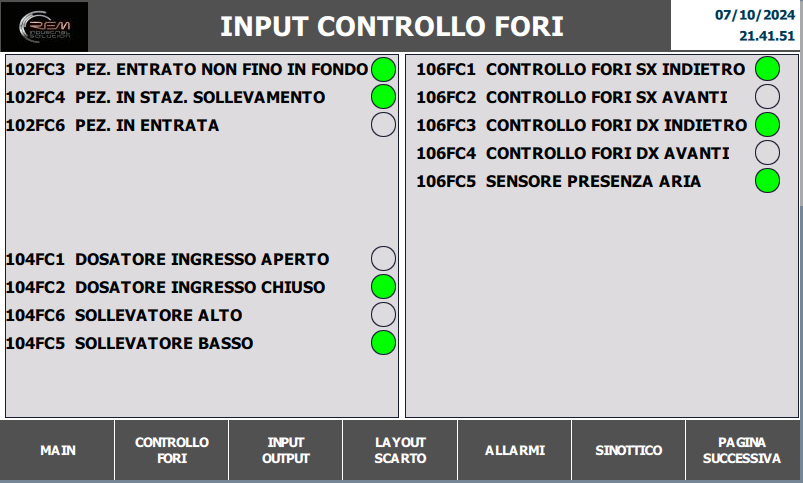 REM
INDUSTRIAL
SOLUTION
INPUT CONTROLLO FORI
07/10/2024
21.41.51
102FC3 PEZ. ENTRATO NON FINO IN FONDO
102FC4 PEZ. IN STAZ. SOLLEVAMENTO
102FC6 PEZ. IN ENTRATA
104FC1 DOSATORE INGRESSO APERTO
104FC2 DOSATORE INGRESSO CHIUSO
104FC6 SOLLEVATORE ALTO
104FC5 SOLLEVATORE BASSO
106FC1 CONTROLLO FORI SX INDIETRO
106FC2 CONTROLLO FORI SX AVANTI
106FC3 CONTROLLO FORI DX INDIETRO
106FC4 CONTROLLO FORI DX AVANTI
106FC5 SENSORE PRESENZA ARIA
MAIN
CONTROLLO
FORI
INPUT
OUTPUT
LAYOUT
SCARTO
ALLARMI
SINOTTICO
PAGINA
SUCCESSIVA